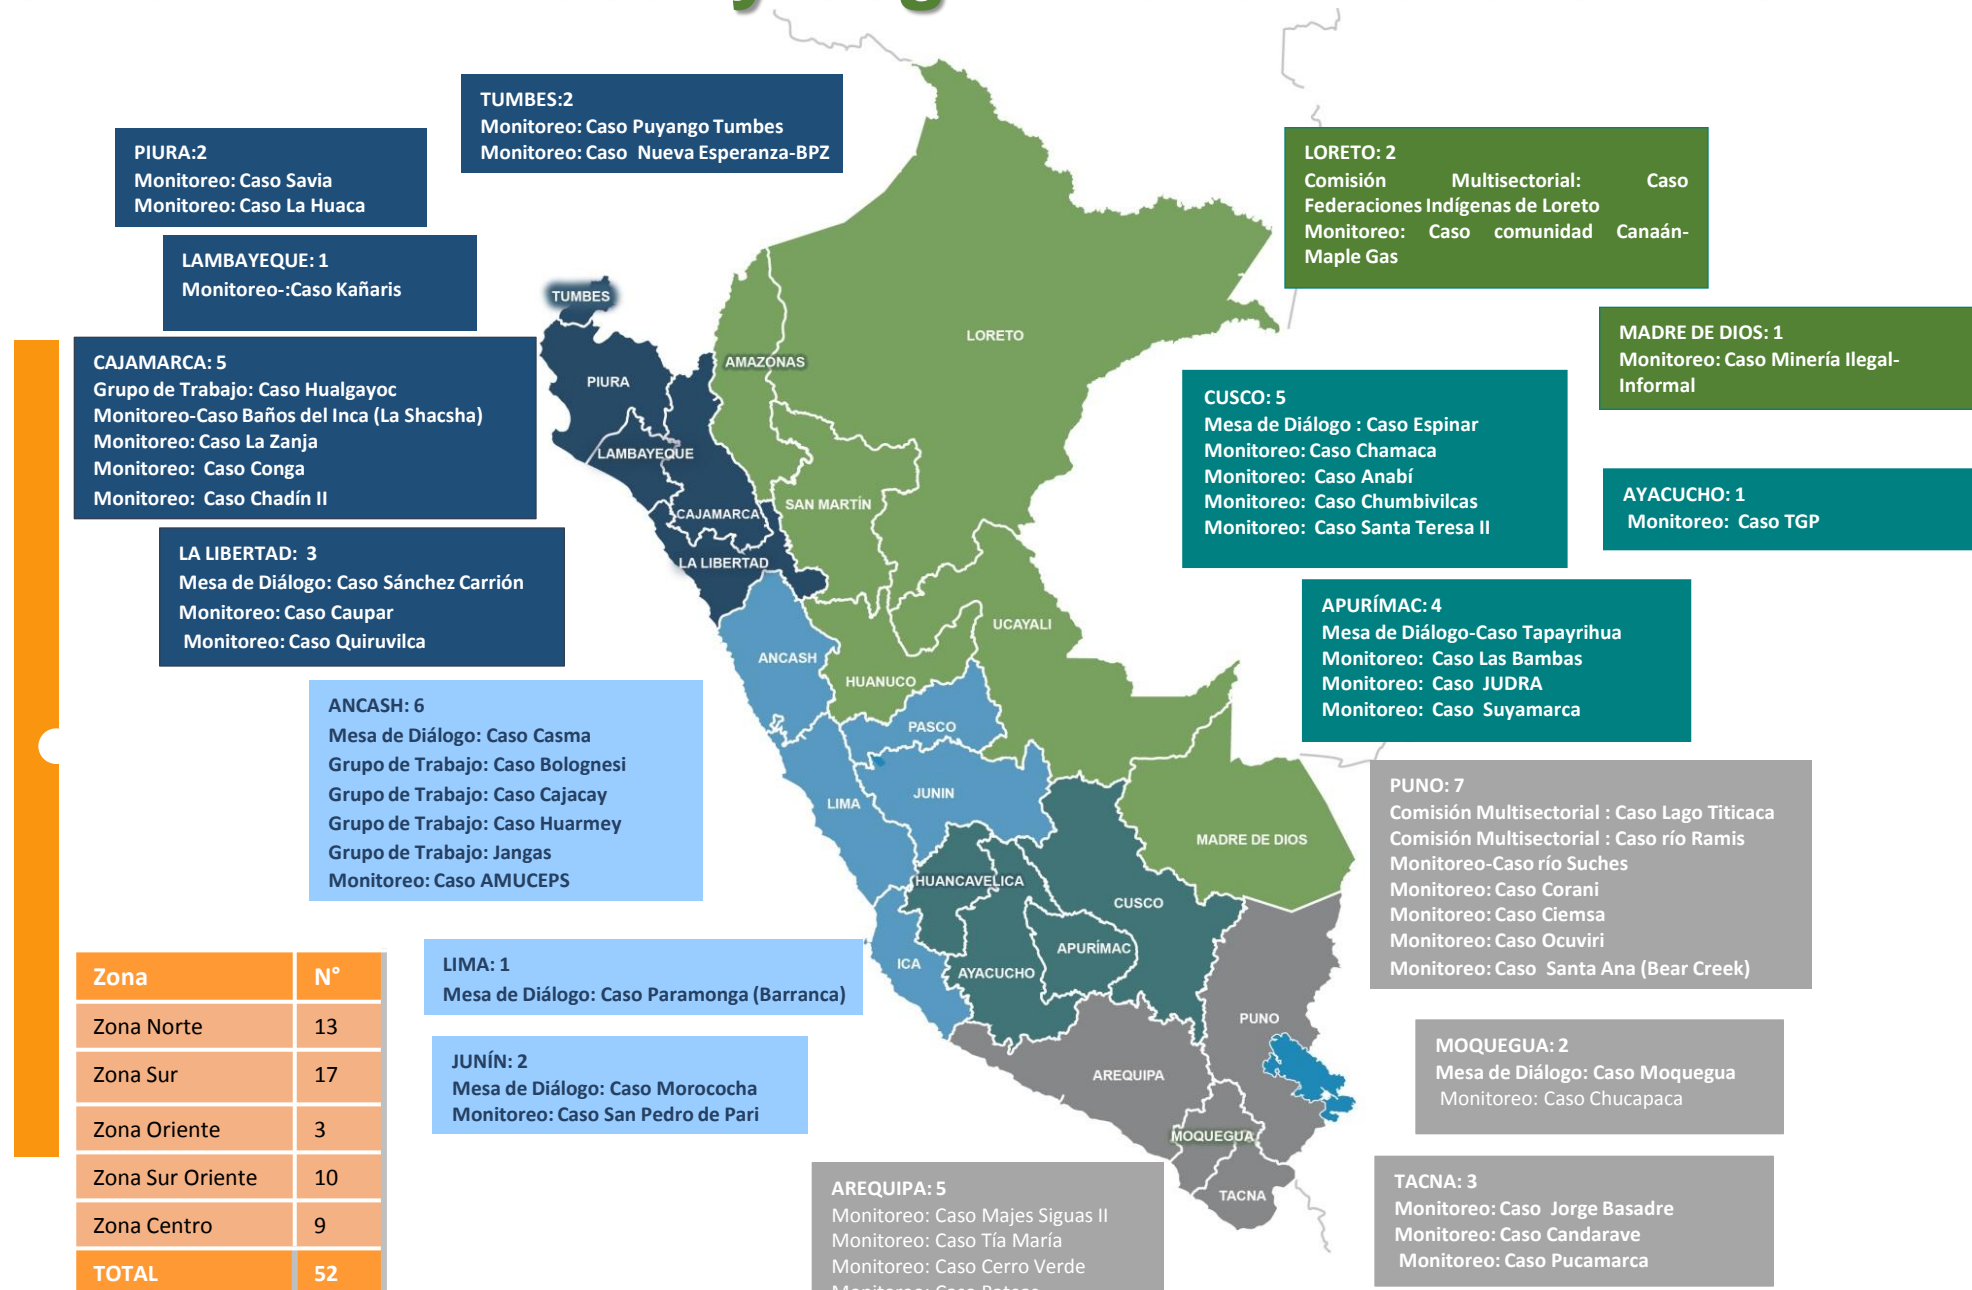 TUMBES:2
Monitoreo: Caso Puyango Tumbes
Monitoreo: Caso Nueva Esperanza-BPZ
PIURA:2
Monitoreo: Caso Savia
Monitoreo: Caso La Huaca
LAMBAYEQUE: 1
Monitoreo-:Caso Kañaris
CAJAMARCA: 5
Grupo de Trabajo: Caso Hualgayoc
Monitoreo-Caso Baños del Inca (La Shacsha)
Monitoreo: Caso La Zanja
Monitoreo: Caso Conga
Monitoreo: Caso Chadín II
LA LIBERTAD: 3
Mesa de Diálogo: Caso Sánchez Carrión
Monitoreo: Caso Caupar
Monitoreo: Caso Quiruvilca
ANCASH: 6
Mesa de Diálogo: Caso Casma
Grupo de Trabajo: Caso Bolognesi
Grupo de Trabajo: Caso Cajacay
Grupo de Trabajo: Caso Huarmey
Grupo de Trabajo: Jangas
Monitoreo: Caso AMUCEPS
LIMA: 1
Mesa de Diálogo: Caso Paramonga (Barranca)
JUNÍN: 2
Mesa de Diálogo: Caso Morococha
Monitoreo: Caso San Pedro de Pari
Zona N°
Zona Norte 13
Zona Sur 17
Zona Oriente 3
Zona Sur Oriente 10
Zona Centro 9
TOTAL 52
TUMBES
PIURA
LAMBAYEQUE
CAJAMARCA
LA LIBERTAD
AMAZONAS
LORETO
SAN MARTÍN
UCAYALI
ANCASH
HUANUCO
PASCO
LIMA
JUNIN
MADRE DE DIOS
HUANCAVELICA
CUSCO
ICA
AYACUCHO
APURÍMAC
PUNO
AREQUIPA
MOQUEGUA
TACNA
LORETO: 2
Comisión Multisectorial: Caso
Federaciones Indígenas de Loreto
Monitoreo: Caso comunidad Canaán-
Maple Gas
MADRE DE DIOS: 1
Monitoreo: Caso Minería Ilegal-
Informal
CUSCO: 5
Mesa de Diálogo : Caso Espinar
Monitoreo: Caso Chamaca
Monitoreo: Caso Anabí
Monitoreo: Caso Chumbivilcas
Monitoreo: Caso Santa Teresa II
AYACUCHO: 1
Monitoreo: Caso TGP
APURÍMAC: 4
Mesa de Diálogo-Caso Tapayrihua
Monitoreo: Caso Las Bambas
Monitoreo: Caso JUDRA
Monitoreo: Caso Suyamarca
PUNO: 7
Comisión Multisectorial : Caso Lago Titicaca
Comisión Multisectorial : Caso río Ramis
Monitoreo-Caso río Suches
Monitoreo: Caso Corani
Monitoreo: Caso Ciemsa
Monitoreo: Caso Ocuviri
Monitoreo: Caso Santa Ana (Bear Creek)
MOQUEGUA: 2
Mesa de Diálogo: Caso Moquegua
Monitoreo: Caso Chucapaca
TACNA: 3
Monitoreo: Caso Jorge Basadre
Monitoreo: Caso Candarave
Monitoreo: Caso Pucamarca
AREQUIPA: 5
Monitoreo: Caso Majes Siguas II
Monitoreo: Caso Tía María
Monitoreo: Caso Cerro Verde
Monitoreo: Caso